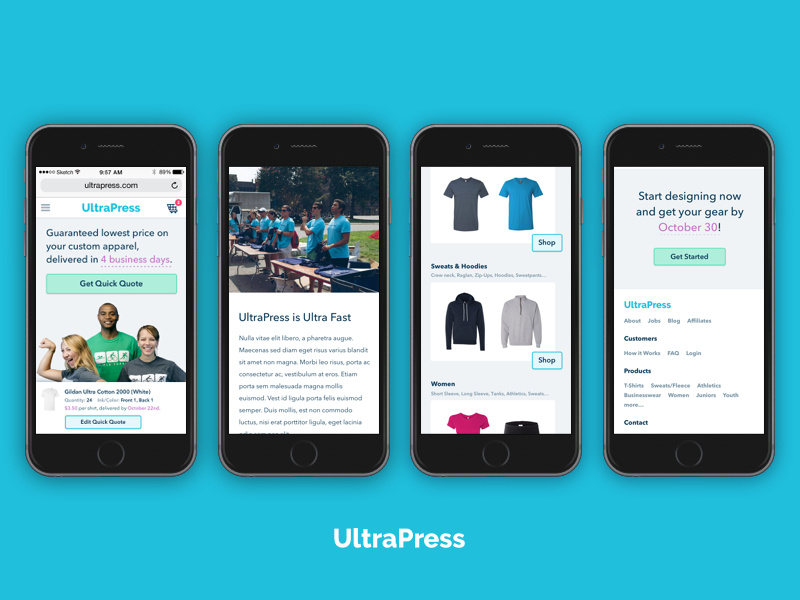 Sketch 9:57 AM 89%
ultrapress.com
UltraPress 2
Guaranteed lowest price on
your custom apparel,
delivered in 4 business days.
Get Quick Quote
Gildan Ultra Cotton 2000 (White)
Quantity: 24 Ink/Color: Front 1, Back 1
$3.50 per shirt, delivered by October 22nd.
Edit Quick Quote
UltraPress is Ultra Fast
Nulla vitae elit libero, a pharetra augue.
Maecenas sed diam eget risus varius blandit
sit amet non magna. Morbi leo risus, porta ac
consectetur ac, vestibulum at eros. Etiam
porta sem malesuada magna mollis
euismod. Vest id ligula porta felis euismod
semper. Duis mollis, est non commodo
luctus, nisi erat porttitor ligula, eget lacinia
Shop
Sweats & Hoodies
Crew neck, Raglan, Zip-Ups, Hoodies, Sweatpants...
Shop
Women
Short Sleeve, Long Sleeve, Tanks, Athletics, Sweats...
Start designing now
and get your gear by
October 30!
Get Started
UltraPress
About Jobs Blog Affiliates
Customers
How it Works FAQ Login
Products
T-Shirts Sweats/Fleece Athletics
Businesswear Women Juniors Youth
more...
Contact
UltraPress